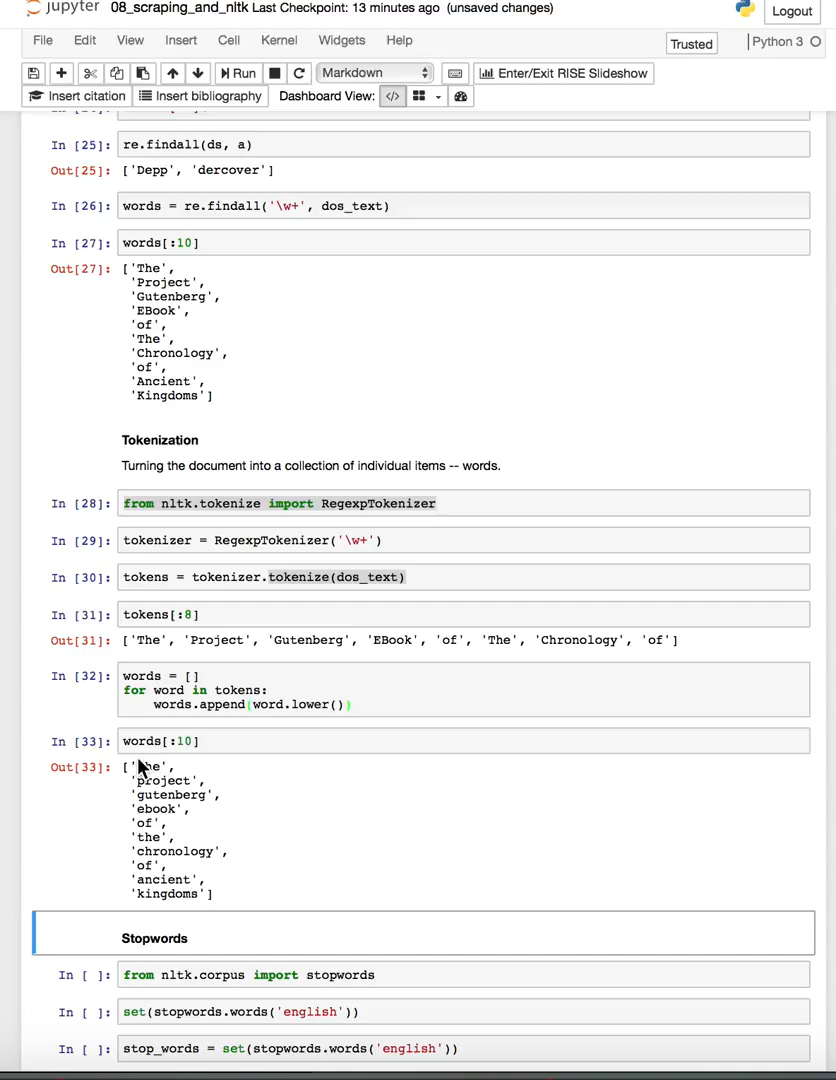 jupyter 08_scraping_and_nltk Last Checkpoint: 13 minutes ago (unsaved changes)
Logout
File Edit View Insert Cell Kernel Widgets Help
Trusted Python 3
Run Markdown Enter/Exit RISE Slideshow
Insert citation Insert bibliography Dashboard View: </>
In [25]: re.findall(ds, a)
Out[25]: ['Depp', 'dercover']
In [26]: words = re.findall('\w+', dos_text)
In [27]: words[:10]
Out[27]: ['The',
'Project',
'Gutenberg',
'EBook',
'of',
'The',
'Chronology',
'of',
'Ancient',
'Kingdoms']
Tokenization
Turning the document into a collection of individual items -- words.
In [28]: from nltk.tokenize import RegexpTokenizer
In [29]: tokenizer = RegexpTokenizer('\w+')
In [30]: tokens = tokenizer.tokenize(dos_text)
In [31]: tokens[:8]
Out[31]: ['The', 'Project', 'Gutenberg', 'EBook', 'of', 'The', 'Chronology', 'of']
In [32]: words = []
for word in tokens:
words.append(word.lower())
In [33]: words[:10]
Out[33]: ['the',
'project',
'gutenberg',
'ebook',
'of',
'the',
'chronology',
'of',
'ancient',
'kingdoms']
Stopwords
In [ ]: from nltk.corpus import stopwords
In [ ]: set(stopwords.words('english'))
In [ ]: stop_words = set(stopwords.words('english'))